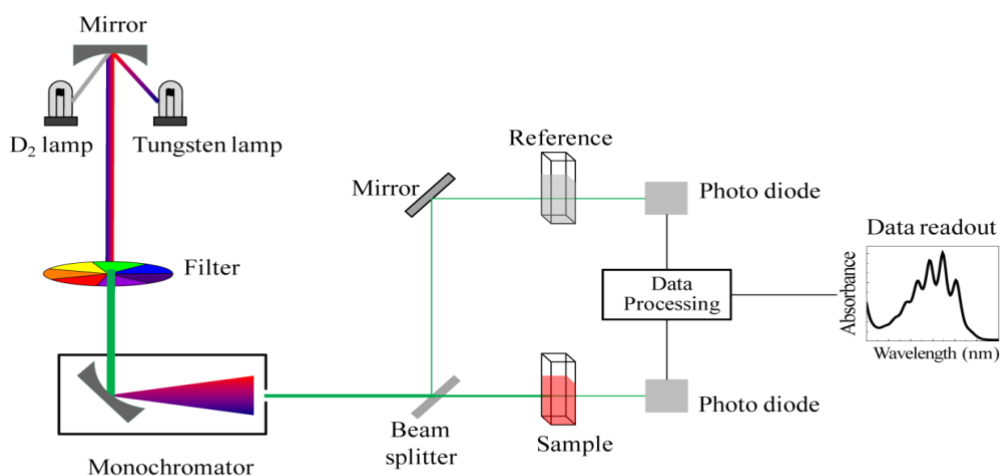 Mirror
D₂ lamp
Tungsten lamp
Filter
Monochromator
Mirror
Beam
splitter
Reference
Sample
Photo diode
Data
Processing
Photo diode
Data readout
Absorbance
Wavelength (nm)